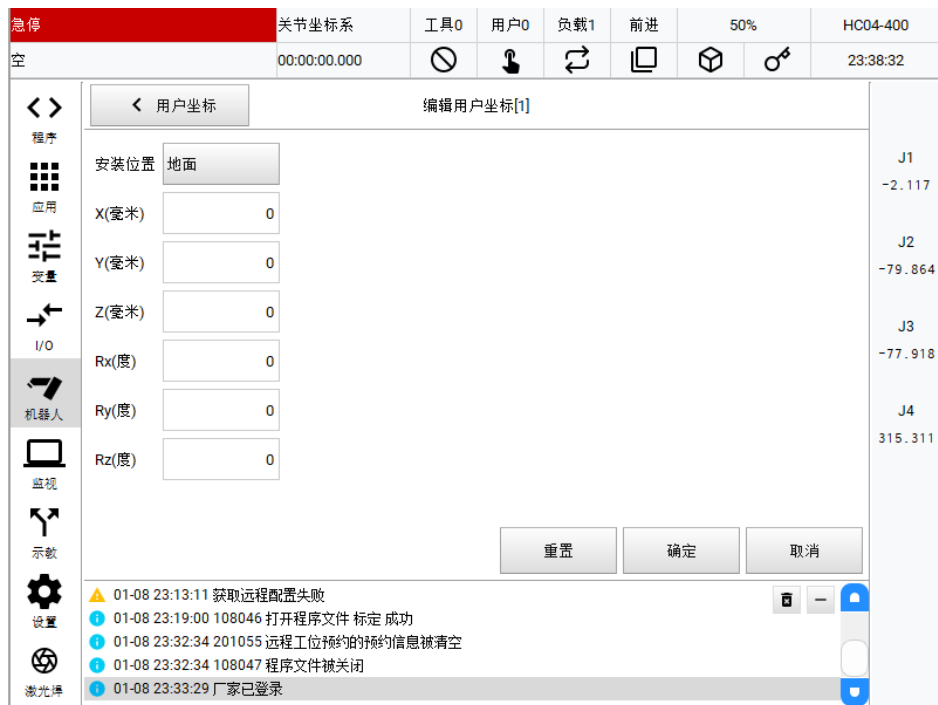 急停 关节坐标系 工具0 用户0 负载1 前进 50% HC04-400
空 00:00:00.000 23:38:32
用户坐标 编辑用户坐标[1]
程序
安装位置 地面
J1
-2.117
应用
X(毫米) 0
J2
Y(毫米) 0
-79.864
变量
Z(毫米) 0
J3
I/O
-77.918
Rx(度) 0
机器人
Ry(度) 0
J4
315.311
Rz(度) 0
监视
示教
重置 确定 取消
01-08 23:13:11 获取远程配置失败
01-08 23:19:00 108046 打开程序文件 标定 成功
设置
01-08 23:32:34 201055 远程工位预约的预约信息被清空
01-08 23:32:34 108047 程序文件被关闭
01-08 23:33:29 厂家已登录
激光焊